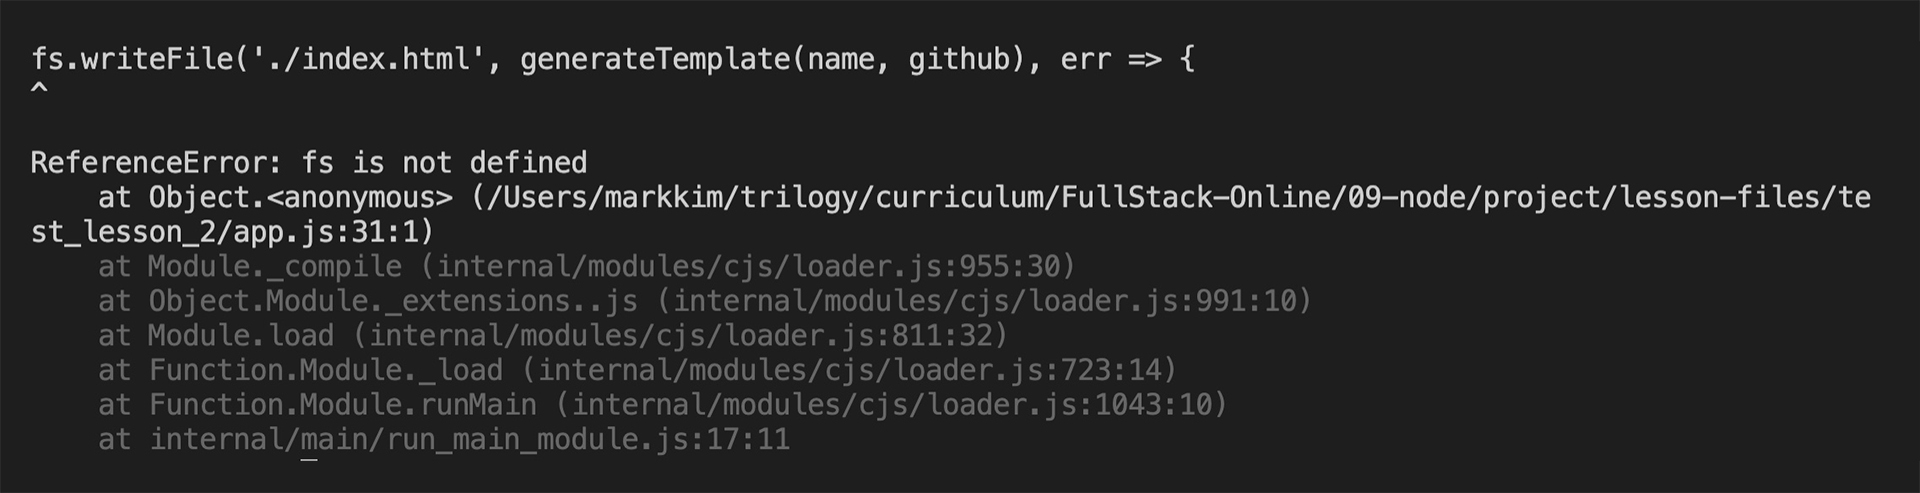 fs.writeFile('./index.html', generateTemplate(name, github), err => {
^
ReferenceError: fs is not defined
    at Object.<anonymous> (/Users/markkim/trilogy/curriculum/FullStack-Online/09-node/project/lesson-files/te
st_lesson_2/app.js:31:1)
    at Module._compile (internal/modules/cjs/loader.js:955:30)
    at Object.Module._extensions..js (internal/modules/cjs/loader.js:991:10)
    at Module.load (internal/modules/cjs/loader.js:811:32)
    at Function.Module._load (internal/modules/cjs/loader.js:723:14)
    at Function.Module.runMain (internal/modules/cjs/loader.js:1043:10)
    at internal/main/run_main_module.js:17:11